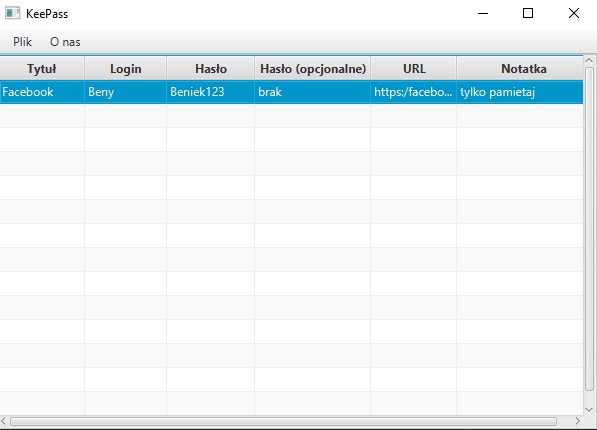 KeePass
Plik O nas
Tytuł Login Hasło Hasło (opcjonalne) URL Notatka
Facebook Beny Beniek123 brak https:/facebo... tylko pamietaj